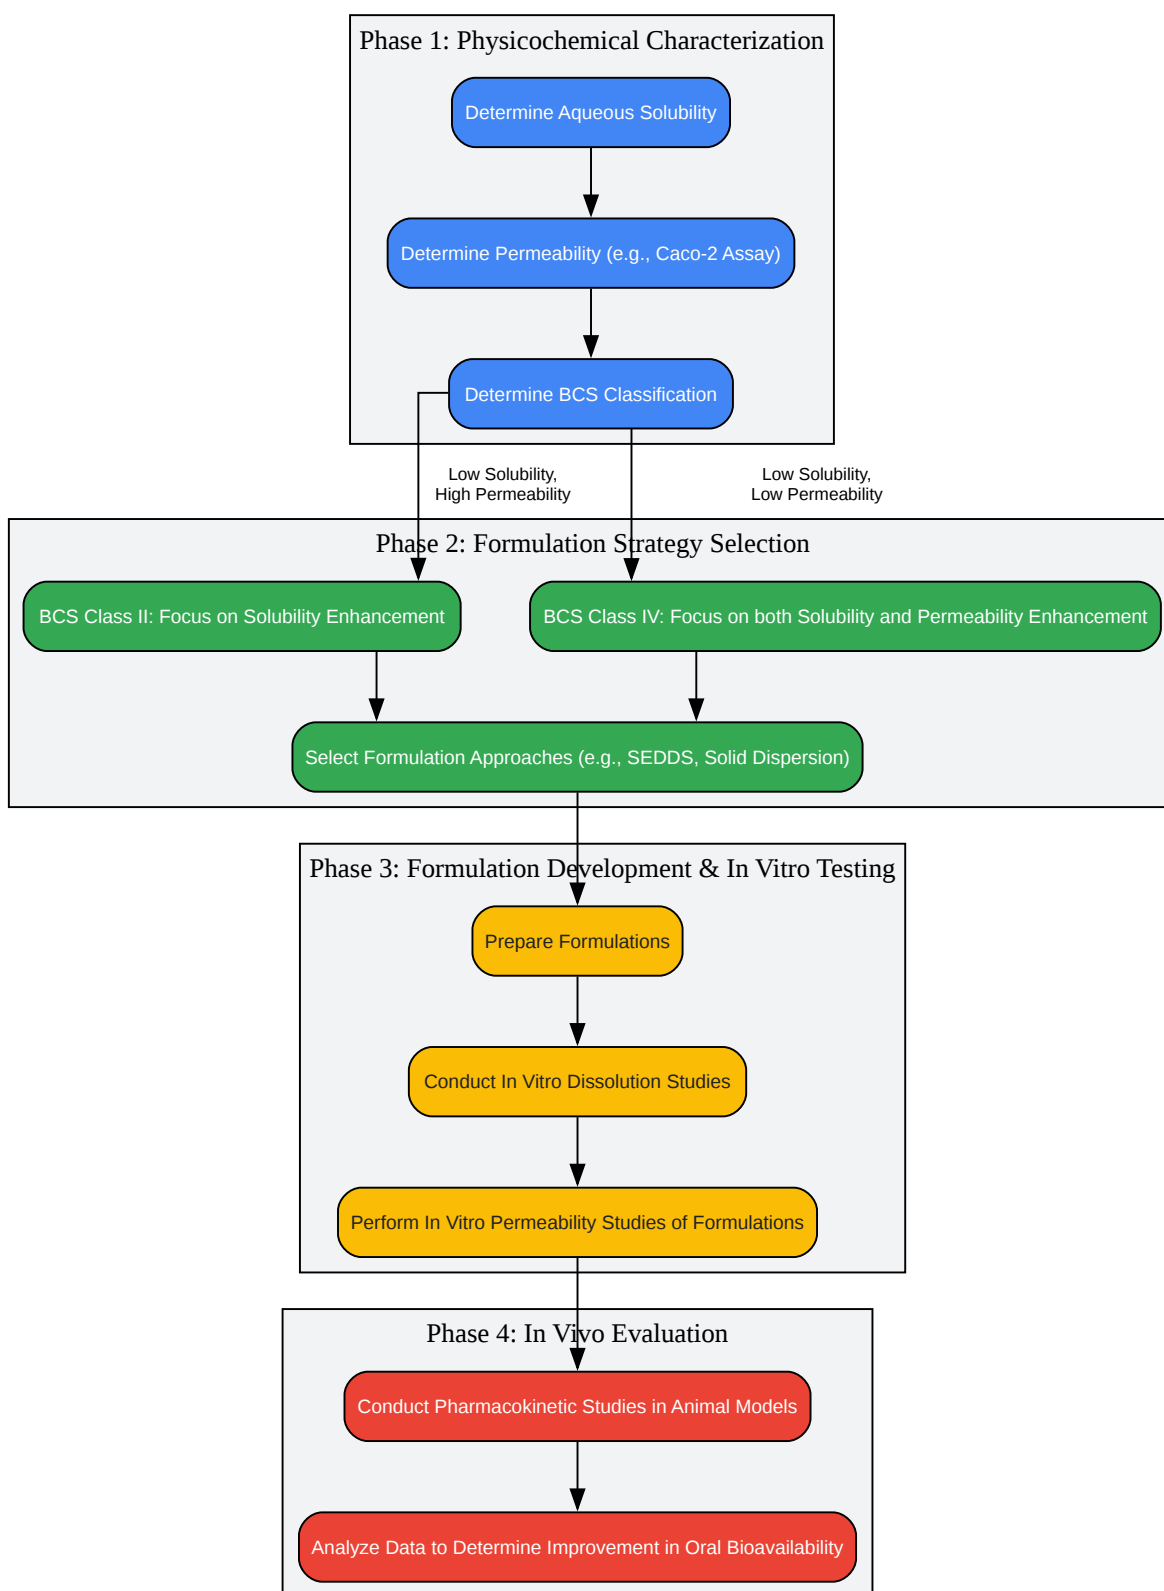 Phase 1: Physicochemical Characterization
Determine Aqueous Solubility
Determine Permeability (e.g., Caco-2 Assay)
Determine BCS Classification
Low Solubility,
High Permeability
Low Solubility,
Low Permeability
Phase 2: Formulation Strategy Selection
BCS Class II: Focus on Solubility Enhancement
BCS Class IV: Focus on both Solubility and Permeability Enhancement
Select Formulation Approaches (e.g., SEDDS, Solid Dispersion)
Phase 3: Formulation Development & In Vitro Testing
Prepare Formulations
Conduct In Vitro Dissolution Studies
Perform In Vitro Permeability Studies of Formulations
Phase 4: In Vivo Evaluation
Conduct Pharmacokinetic Studies in Animal Models
Analyze Data to Determine Improvement in Oral Bioavailability